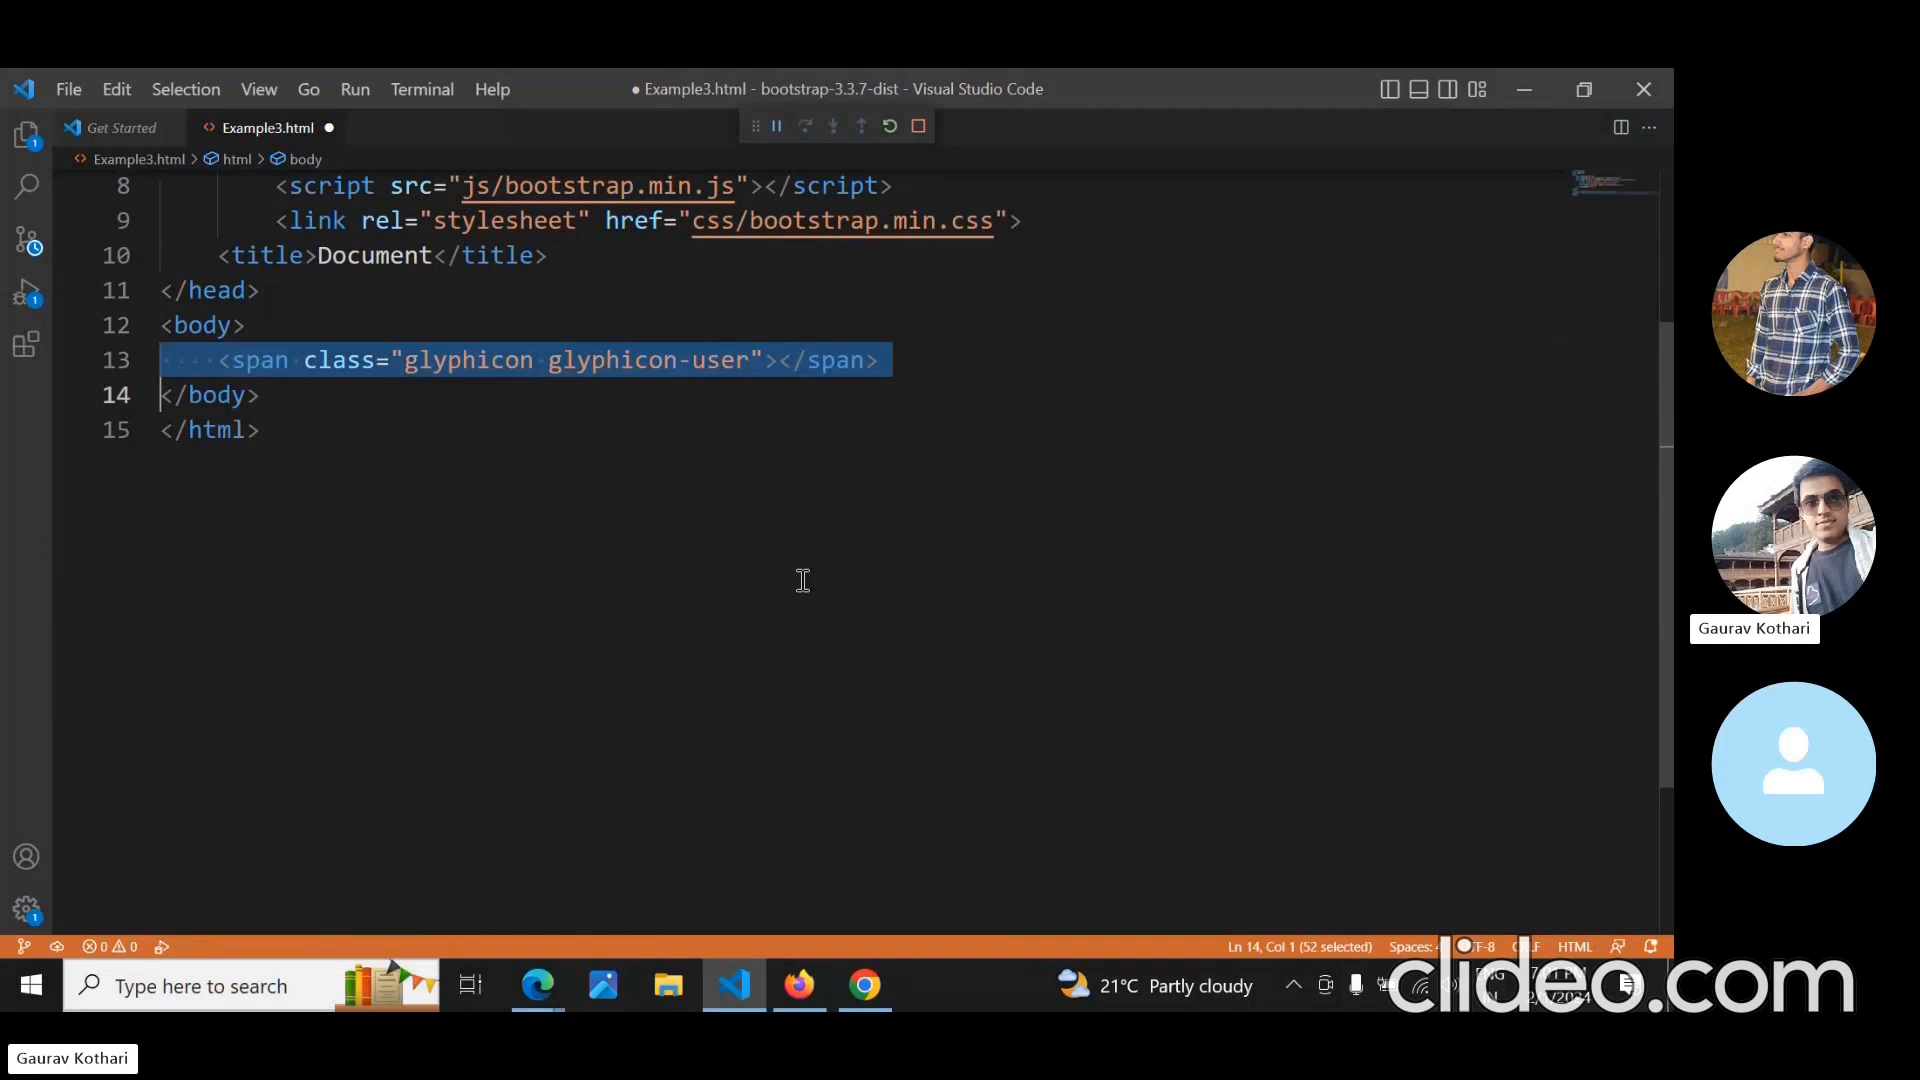 File Edit Selection View Go Run Terminal Help
● Example3.html - bootstrap-3.3.7-dist - Visual Studio Code
Get Started
<> Example3.html ●
<> Example3.html > html > body
8 <script src="js/bootstrap.min.js"></script>
9 <link rel="stylesheet" href="css/bootstrap.min.css">
10 <title>Document</title>
11 </head>
12 <body>
13 <span class="glyphicon glyphicon-user"></span>
14 </body>
15 </html>
Gaurav Kothari
0 0
Ln 14, Col 1 (52 selected) Spaces: HTML
Type here to search
21°C Partly cloudy
clideo.com
Gaurav Kothari